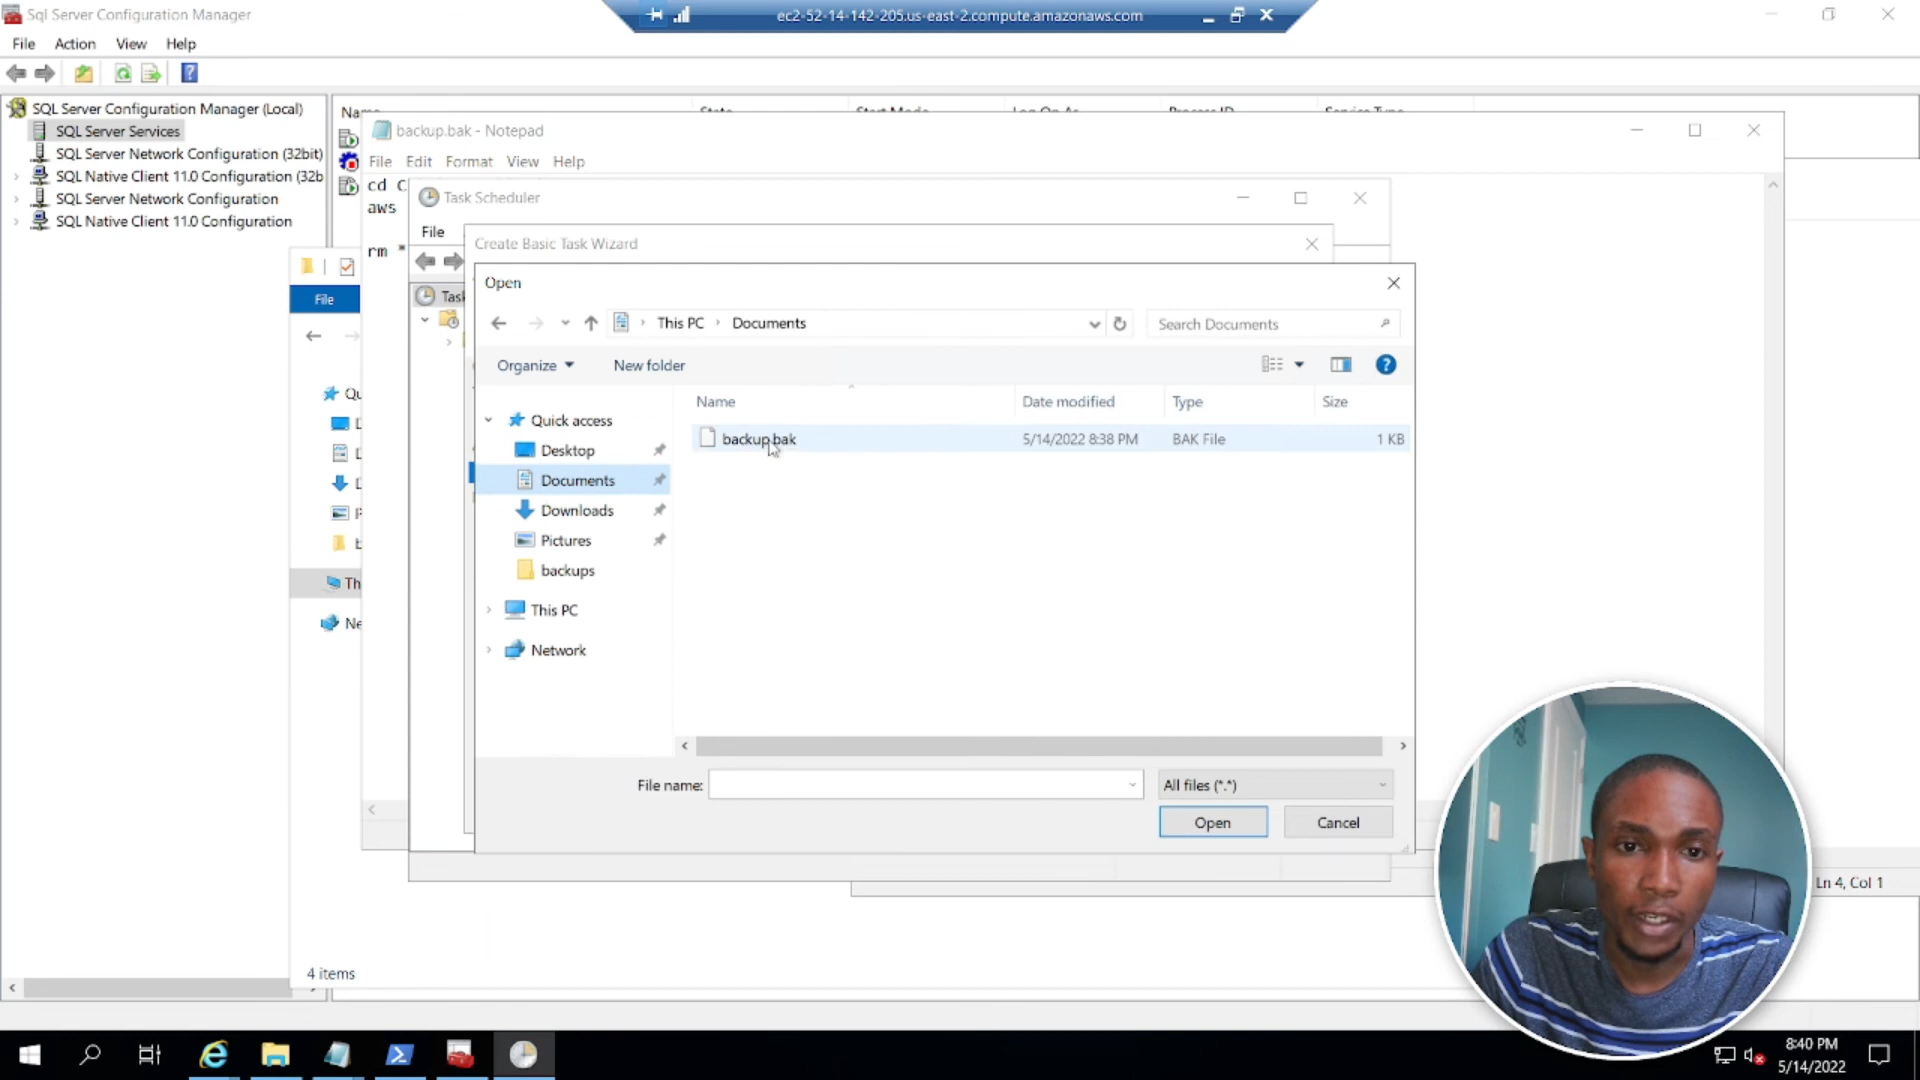 Sql Server Configuration Manager
ec2-52-14-142-205.us-east-2.compute.amazonaws.com
File Action View Help
SQL Server Configuration Manager (Local)
SQL Server Services
SQL Server Network Configuration (32bit)
SQL Native Client 11.0 Configuration (32b
SQL Server Network Configuration
SQL Native Client 11.0 Configuration
backup.bak - Notepad
File Edit Format View Help
cd C
aws
rm *
Task Scheduler
File
Create Basic Task Wizard
File
Open
This PC > Documents
Search Documents
Organize
New folder
Name
Date modified
Type
Size
backup.bak
5/14/2022 8:38 PM
BAK File
1 KB
Quick access
Desktop
Documents
Downloads
Pictures
backups
This PC
Network
File name:
All files (*.*)
Open
Cancel
Ln 4, Col 1
4 items
8:40 PM
5/14/2022